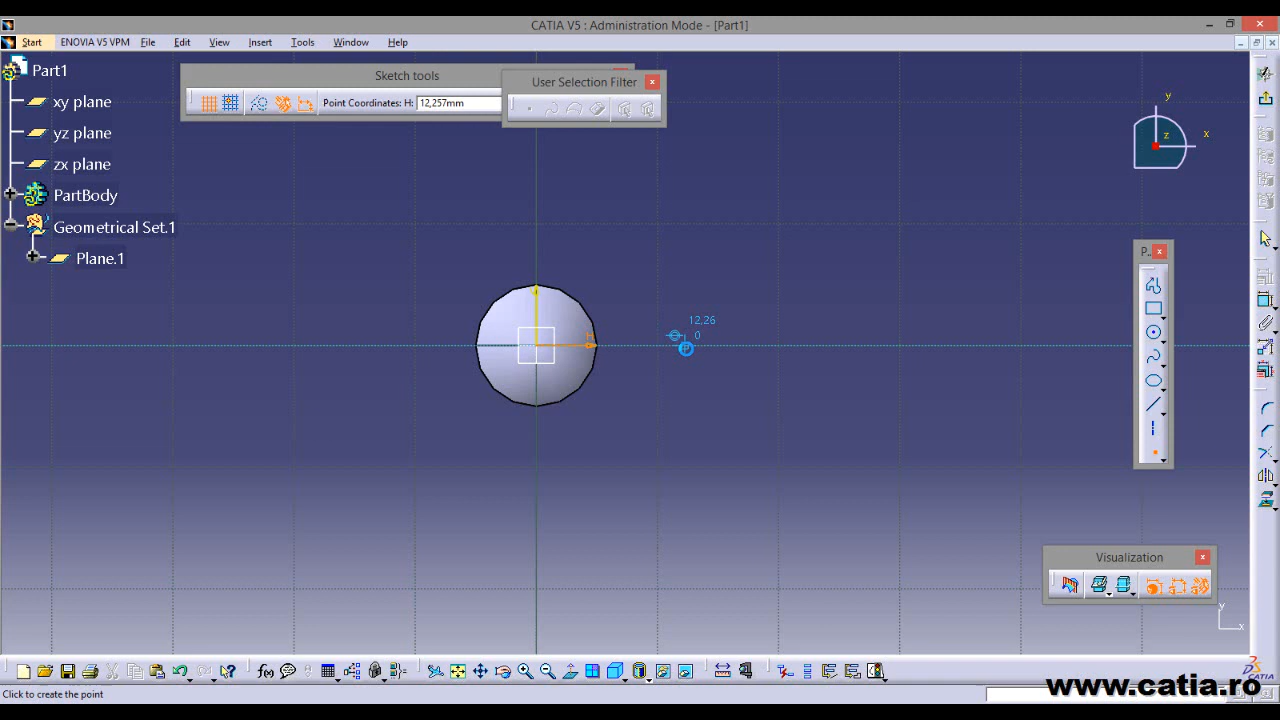 CATIA V5 : Administration Mode - [Part1]
Start ENOVIA V5 VPM File Edit View Insert Tools Window Help
Part1
xy plane
yz plane
zx plane
PartBody
Geometrical Set.1
Plane.1
Sketch tools
Point Coordinates: H: 12,257mm
User Selection Filter
y
z
x
12,26
0
H
P..
Visualization
y
x
f(x)
CATIA
Click to create the point
www.catia.ro